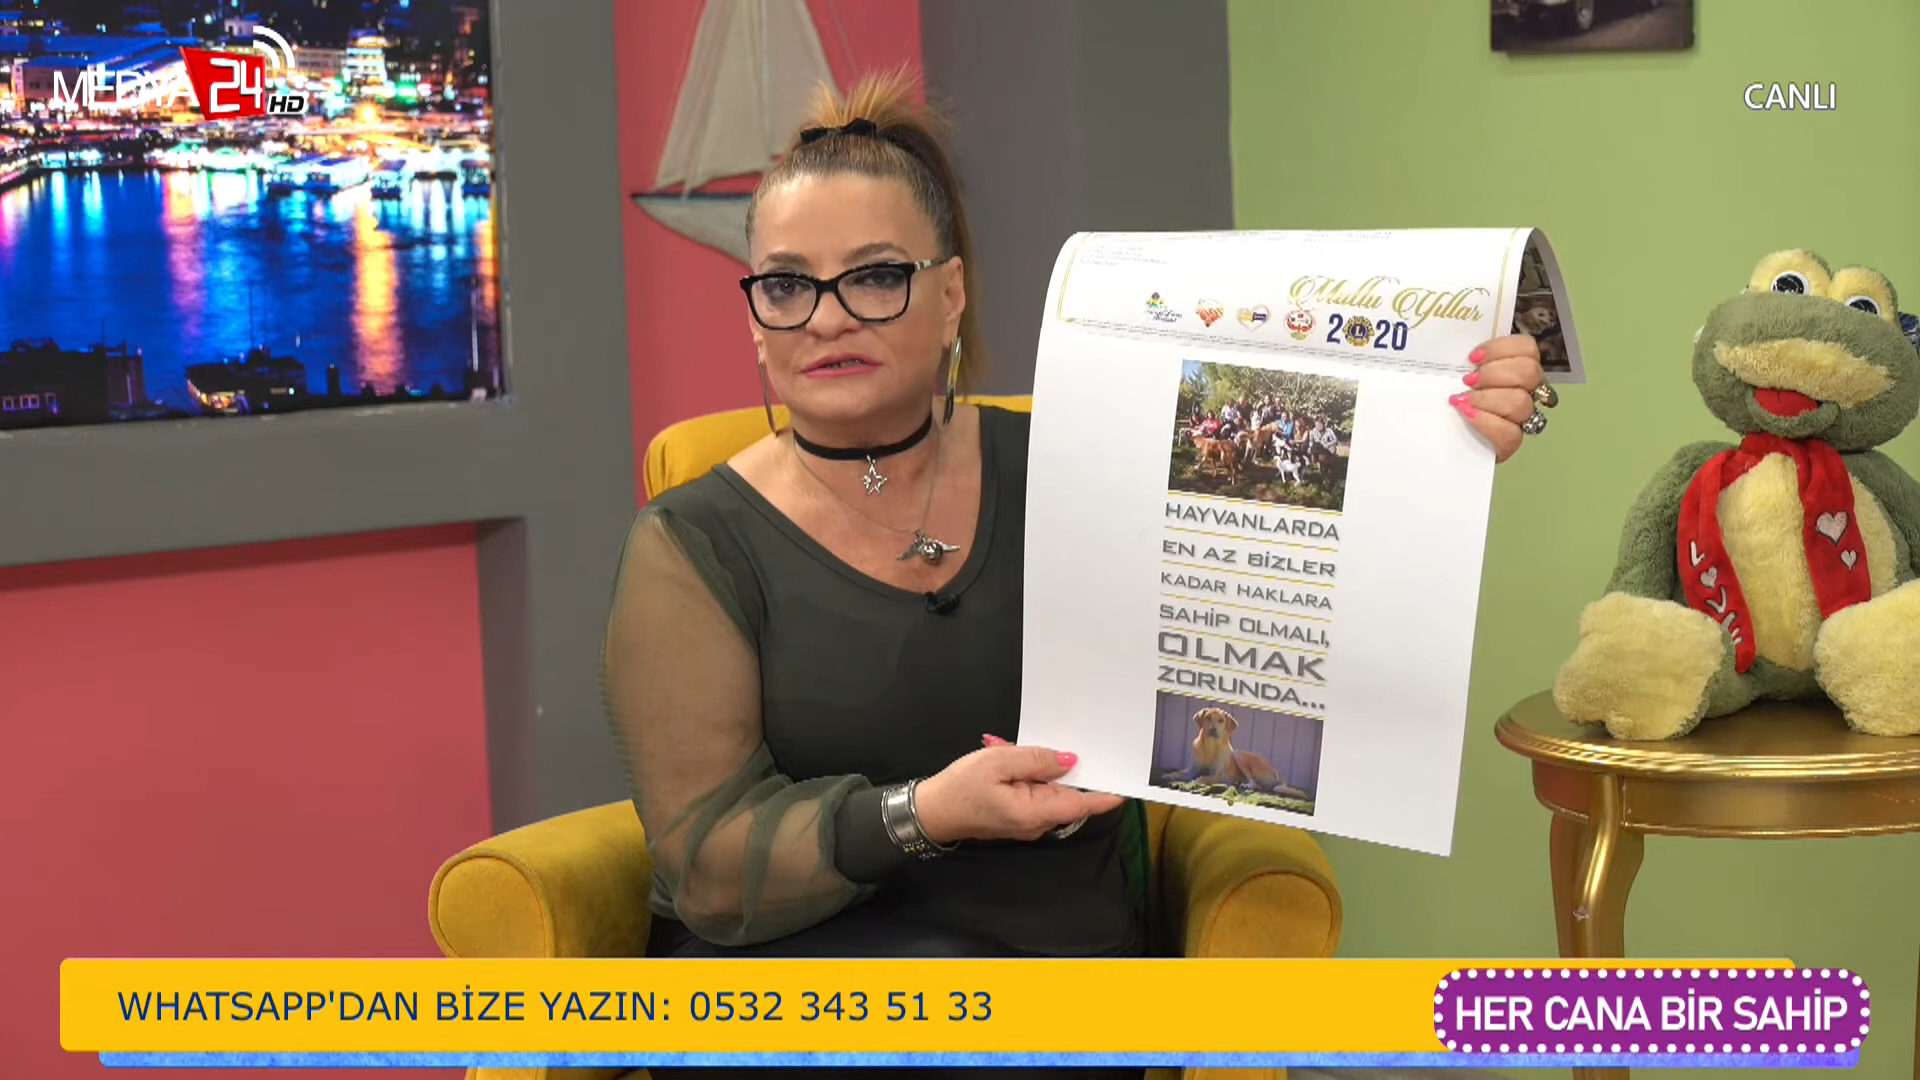 MEDYA 24 HD
CANLI
Mutlu Yıllar
2020
HAYVANLARDA
EN AZ BİZLER
KADAR HAKLARA
SAHİP OLMALI,
OLMAK
ZORUNDA...
LOVE
WHATSAPP'DAN BİZE YAZIN: 0532 343 51 33
HER CANA BİR SAHİP